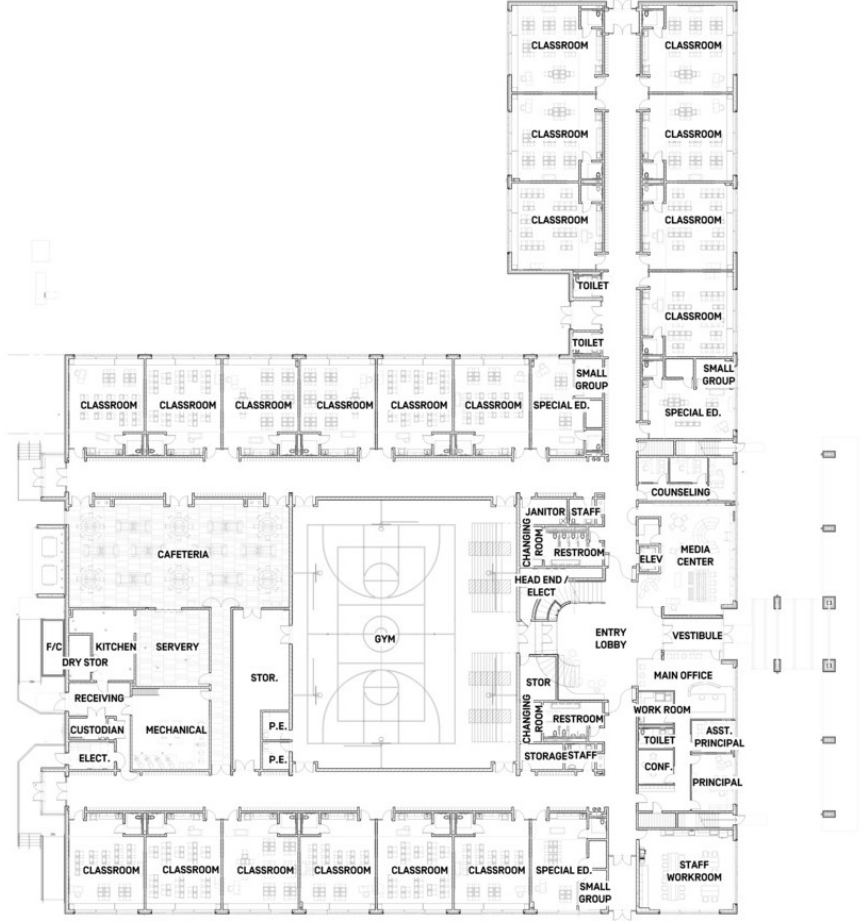 CLASSROOM
CLASSROOM
CLASSROOM
CLASSROOM
CLASSROOM
CLASSROOM
TOILET
CLASSROOM
TOILET
SMALL
GROUP
SMALL
GROUP
CLASSROOM
CLASSROOM
CLASSROOM
CLASSROOM
CLASSROOM
CLASSROOM
SPECIAL ED.
SPECIAL ED.
COUNSELING
JANITOR
STAFF
CHANGING
ROOM
RESTROOM
CAFETERIA
ELEV
MEDIA
CENTER
HEAD END /
ELECT
GYM
ENTRY
LOBBY
VESTIBULE
F/C
KITCHEN
SERVERY
DRY STOR
STOR.
STOR
MAIN OFFICE
RECEIVING
WORK ROOM
CHANGING
ROOM
RESTROOM
CUSTODIAN
MECHANICAL
P.E.
TOILET
ASST.
PRINCIPAL
ELECT.
P.E.
STORAGE
STAFF
CONF.
PRINCIPAL
CLASSROOM
CLASSROOM
CLASSROOM
CLASSROOM
CLASSROOM
CLASSROOM
SPECIAL ED.
SMALL
GROUP
STAFF
WORKROOM